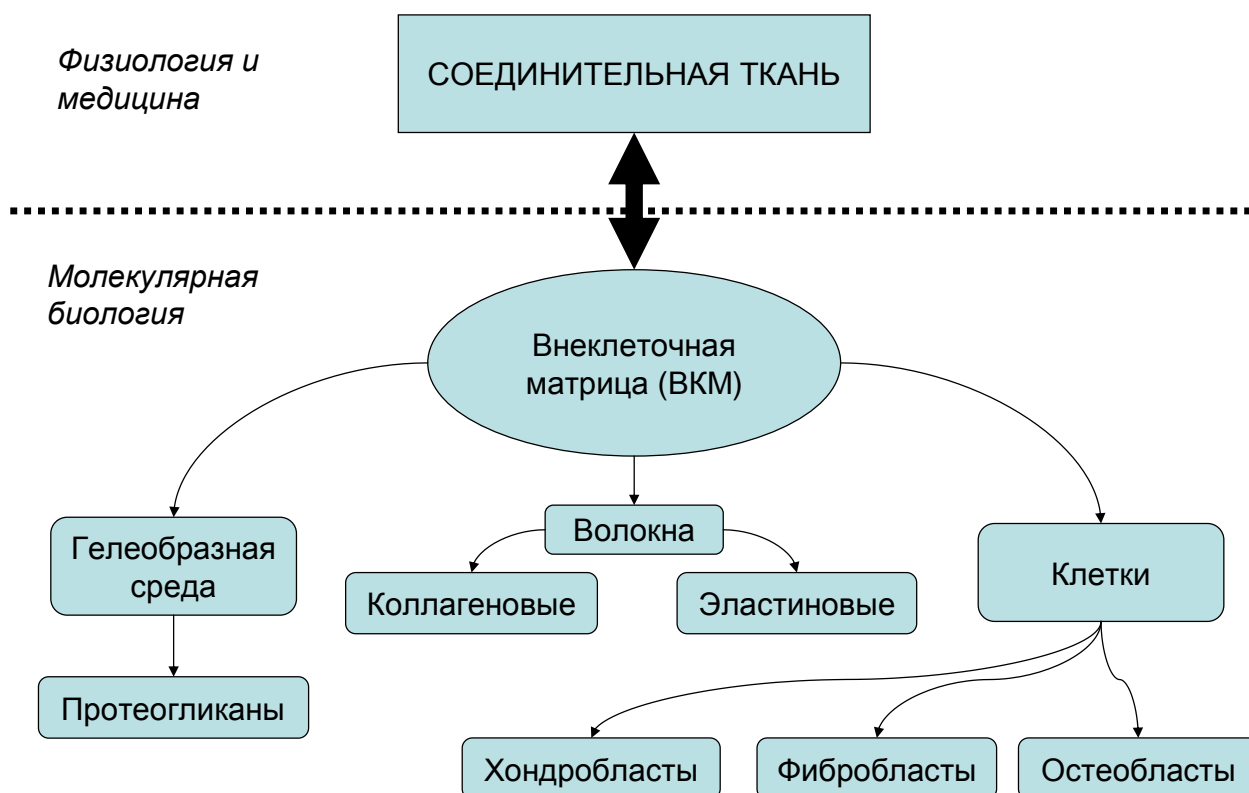 Физиология и
медицина
СОЕДИНИТЕЛЬНАЯ ТКАНЬ
Молекулярная
биология
Внеклеточная
матрица (ВКМ)
Гелеобразная
среда
Волокна
Клетки
Коллагеновые
Эластиновые
Протеогликаны
Хондробласты
Фибробласты
Остеобласты